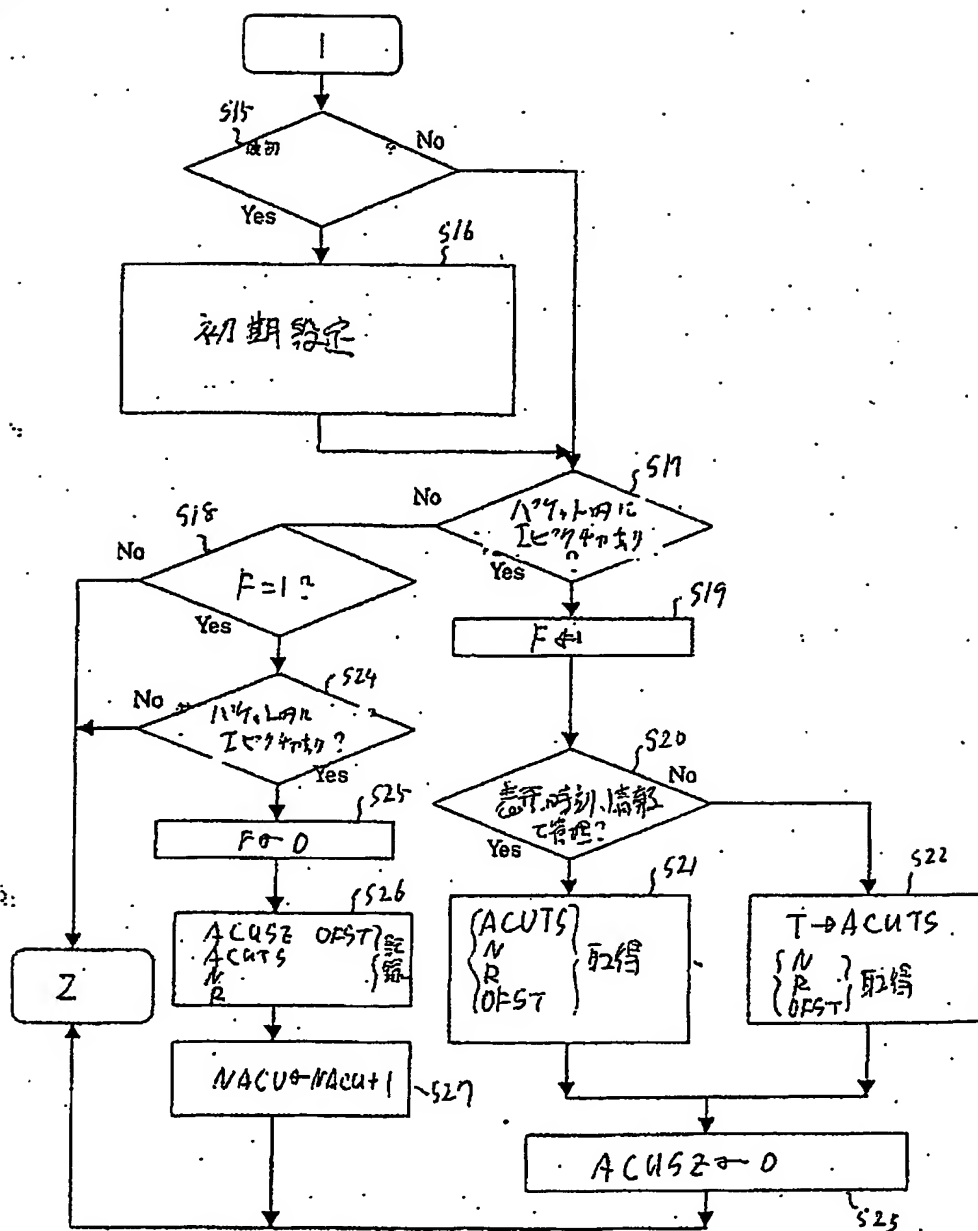 1
S15
最初
No
Yes
S16
初期設定
S17
No
パケット内に
Iピクチャあり
?
Yes
S18
No
F=1?
Yes
S19
F←1
S24
No
パケット内に
Iピクチャあり?
Yes
S20
No
表示時刻情報
で管理?
Yes
S25
F←0
S26
ACUSZ OFST
ACUTS
N
R
記録
S21
ACUTS
N
R
OFST
取得
S22
T→ACUTS
N
R
OFST
取得
2
NACU←NACU+1
S27
ACUSZ←0
S23